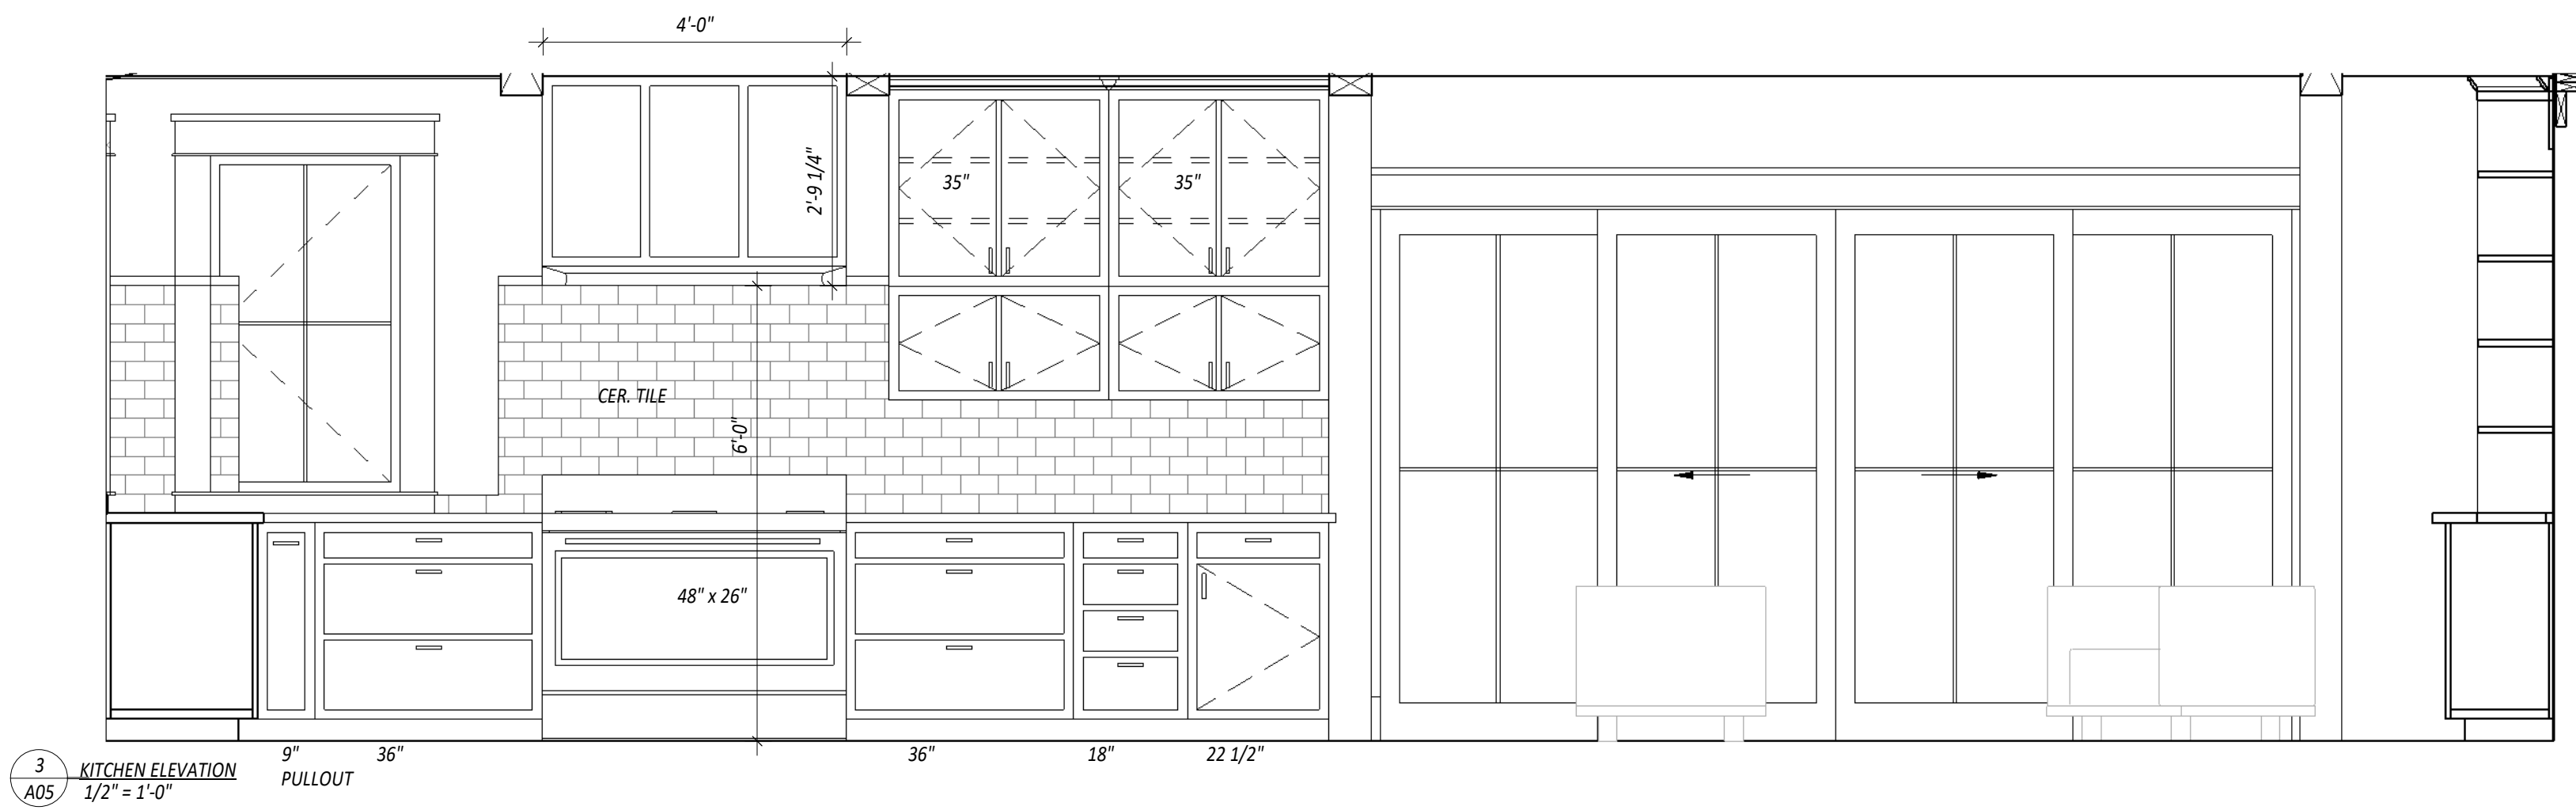 4'-0"
2'-9 1/4"
35"
35"
CER. TILE
6'-0"
48" x 26"
9"
36"
36"
18"
22 1/2"
PULLOUT
3
KITCHEN ELEVATION
A05
1/2" = 1'-0"